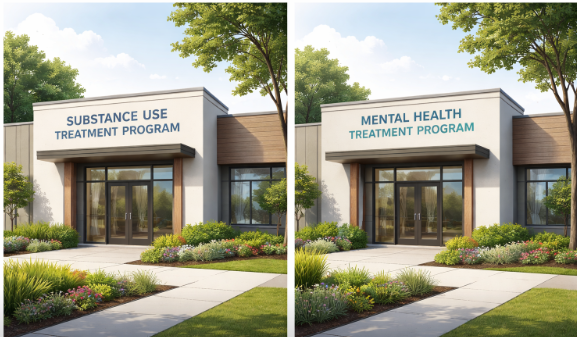 SUBSTANCE USE
TREATMENT PROGRAM
MENTAL HEALTH
TREATMENT PROGRAM